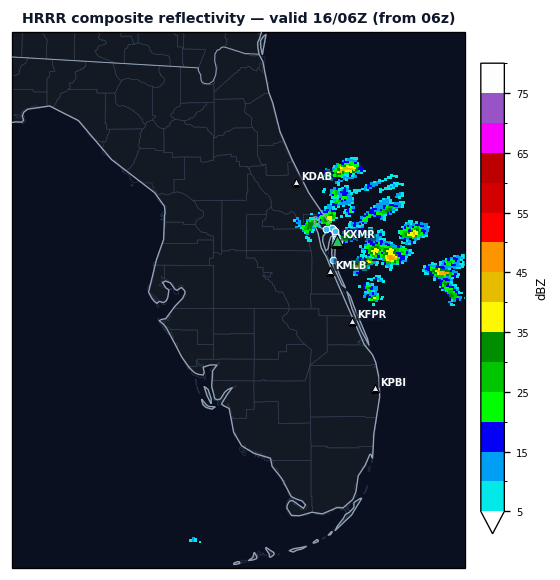 HRRR composite reflectivity — valid 16/06Z (from 06z)
KDAB
KXMR
KMLB
KFPR
KPBI
75
65
55
45
35
25
15
5
dBZ